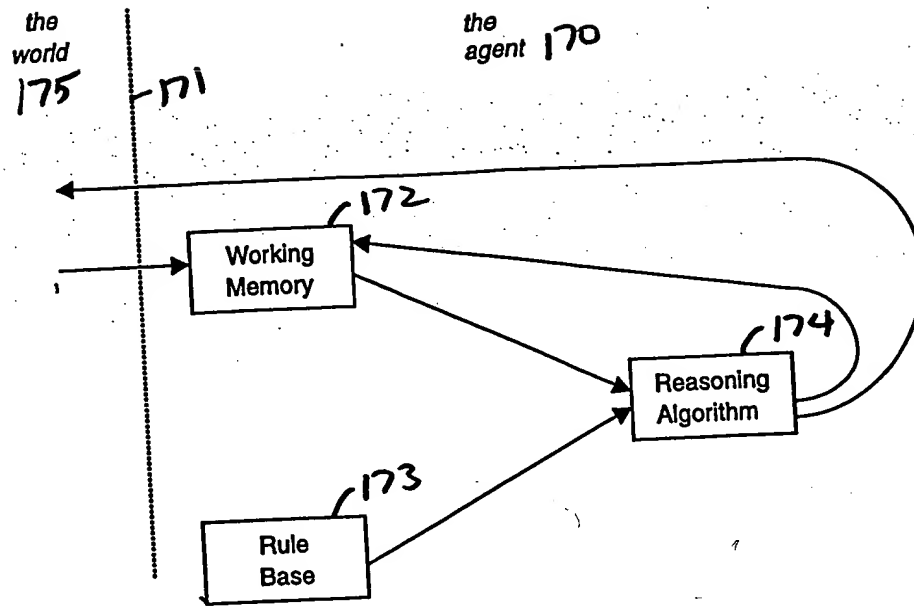 the
world
175
171
the
agent 170
172
Working
Memory
174
Reasoning
Algorithm
173
Rule
Base